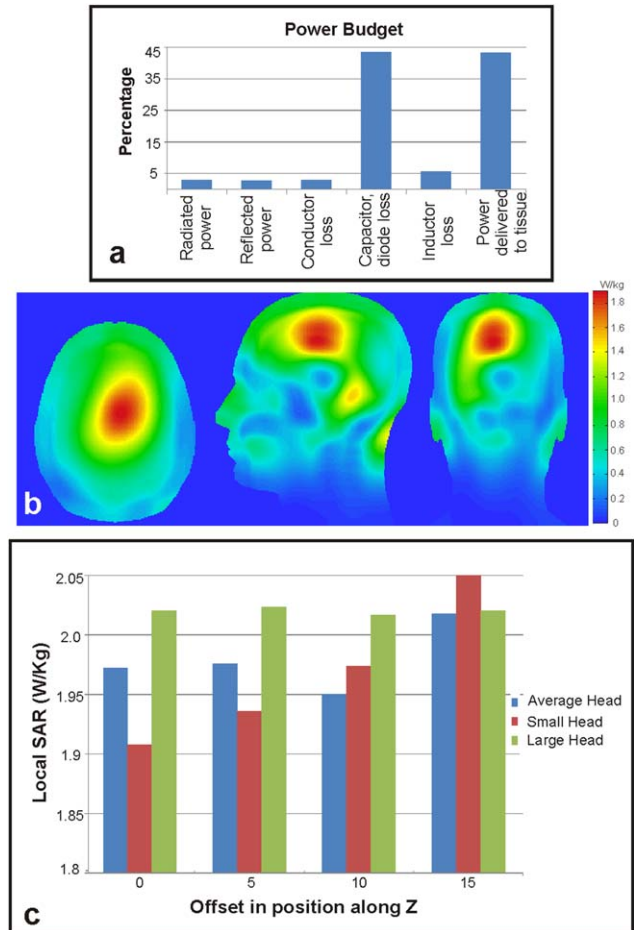 Power Budget
Percentage
45
35
25
15
5
Radiated
power
Reflected
power
Conductor
loss
Capacitor,
diode loss
Inductor
loss
Power
delivered
to tissue
a
W/kg
1.8
1.6
1.4
1.2
1
0.8
0.6
0.4
0.2
0
b
Local SAR (W/Kg)
2.05
2.0
1.95
1.9
1.85
1.8
0
5
10
15
Offset in position along Z
Average Head
Small Head
Large Head
c